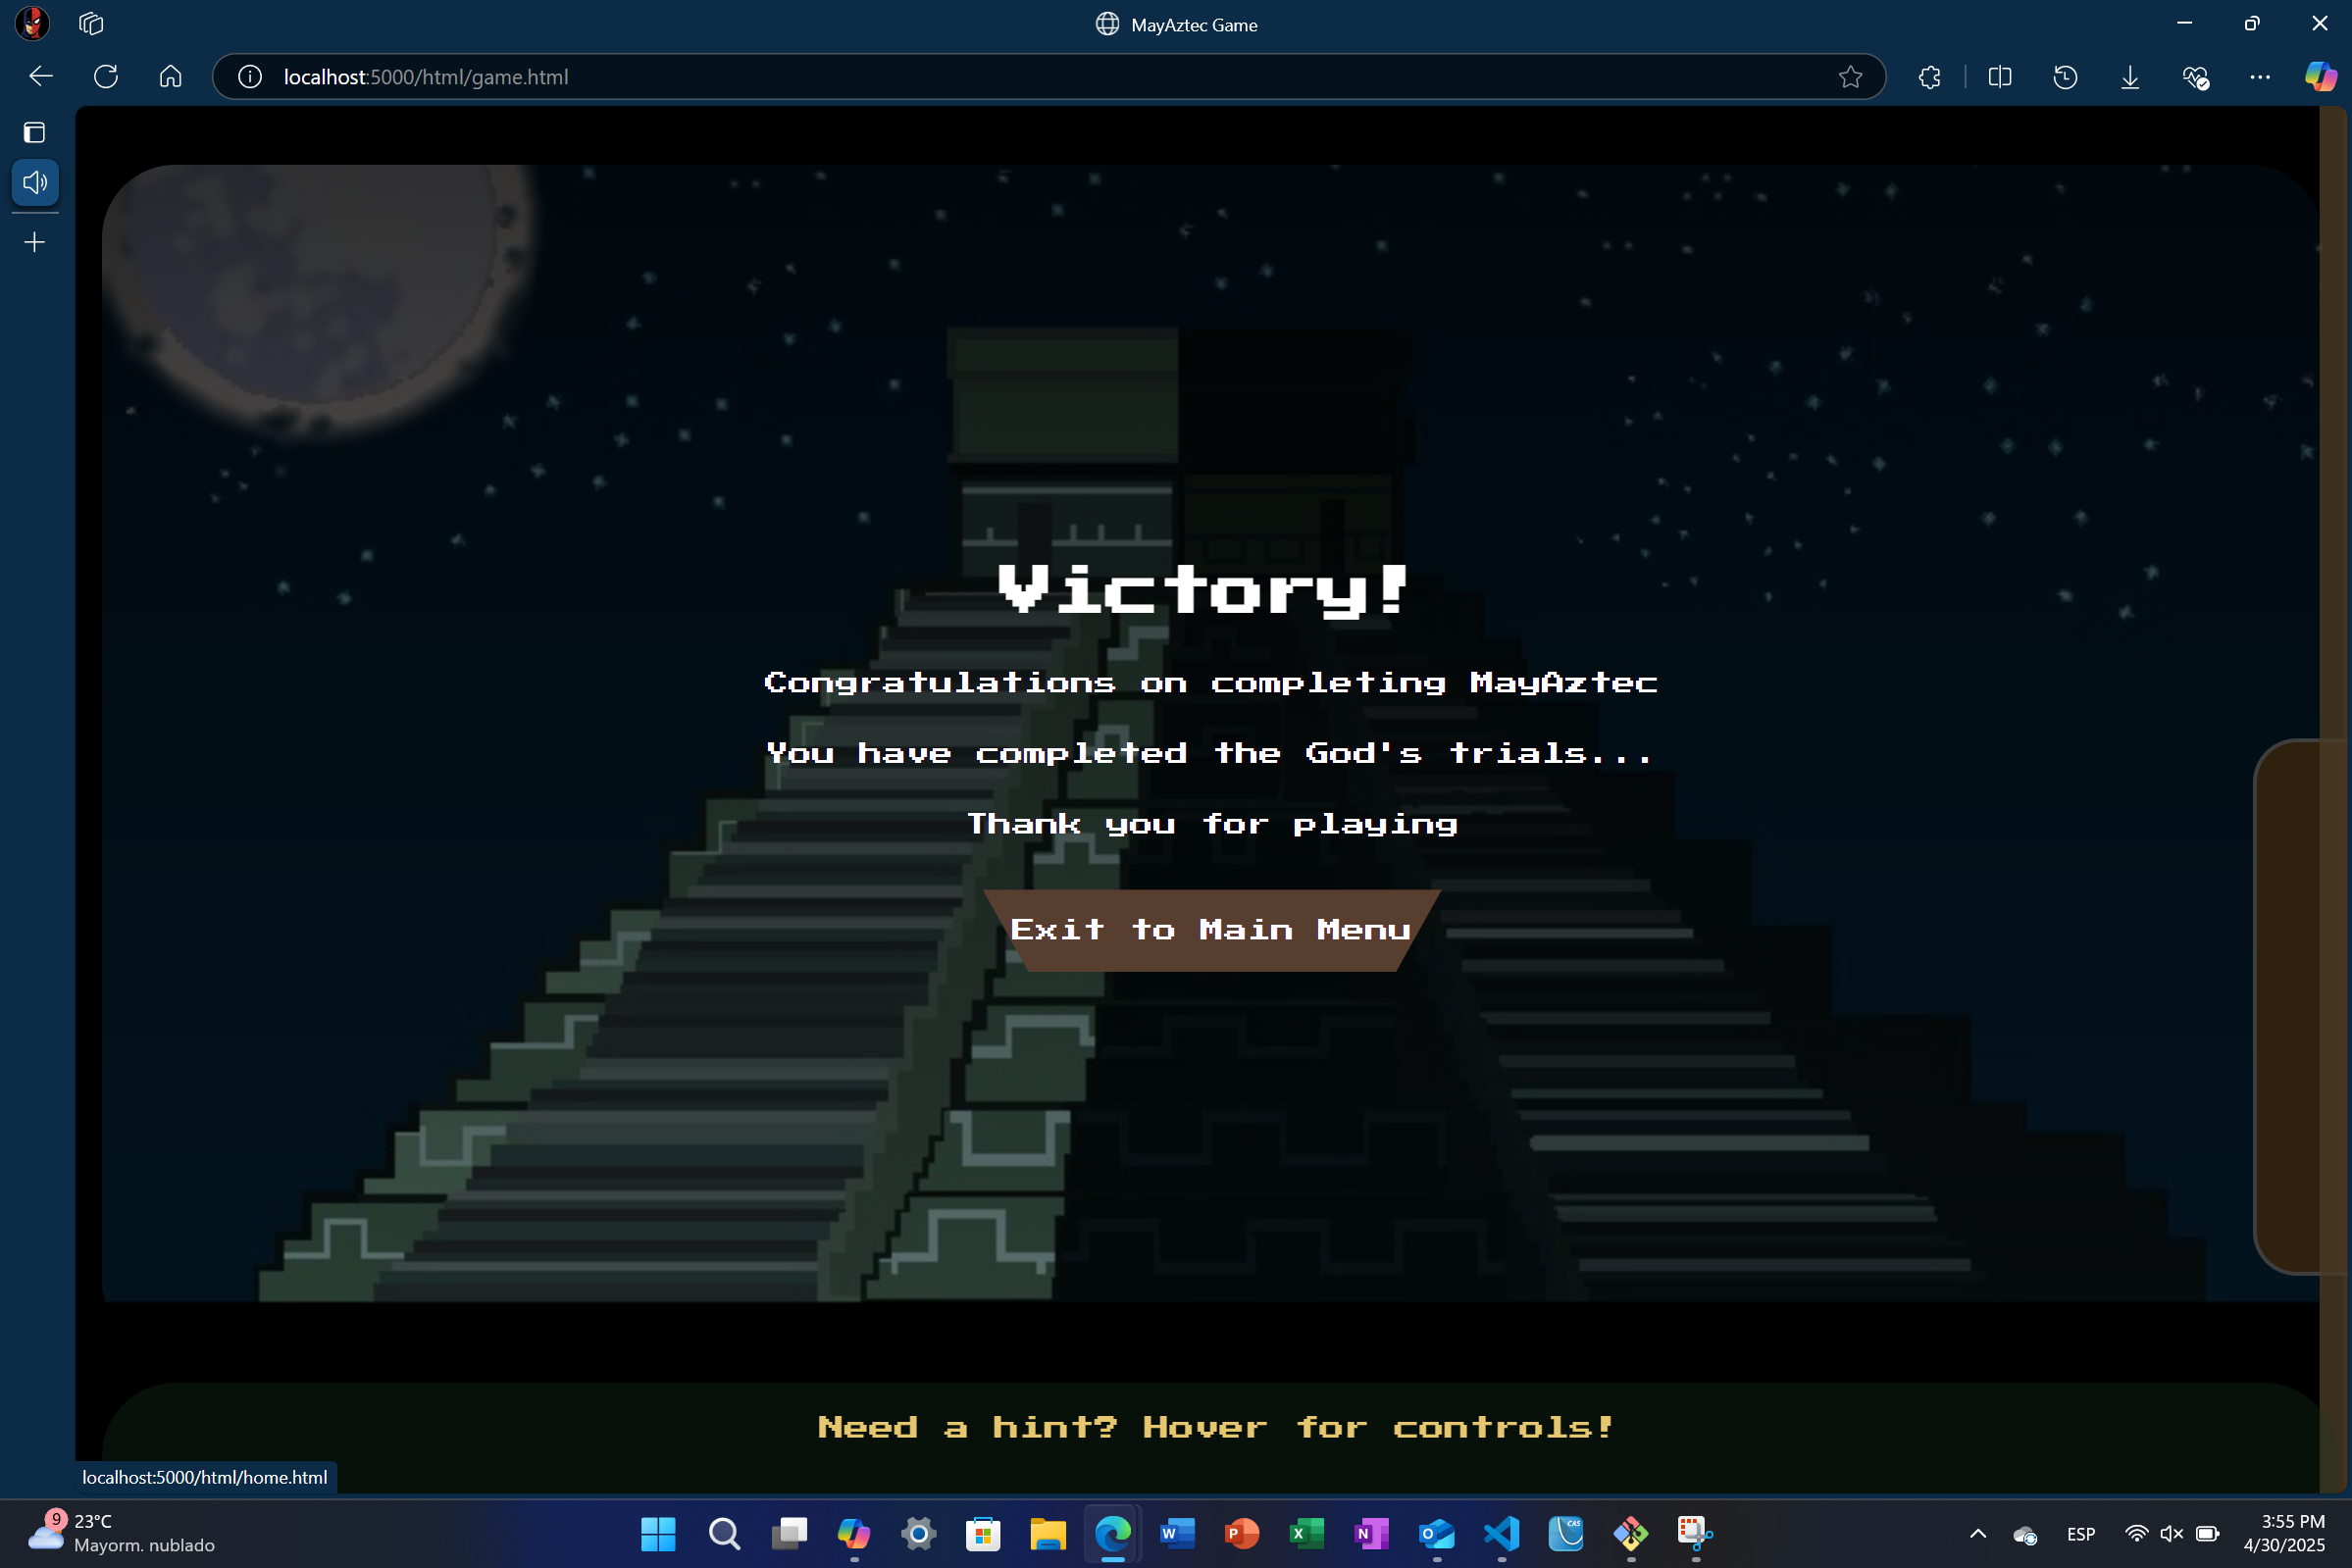 MayAztec Game
localhost:5000/html/game.html
Victory!
Congratulations on completing MayAztec
You have completed the God's trials...
Thank you for playing
Exit to Main Menu
Need a hint? Hover for controls!
localhost:5000/html/home.html
9
23°C
Mayorm. nublado
W
P
X
N
O
CAS
ESP
3:55 PM
4/30/2025